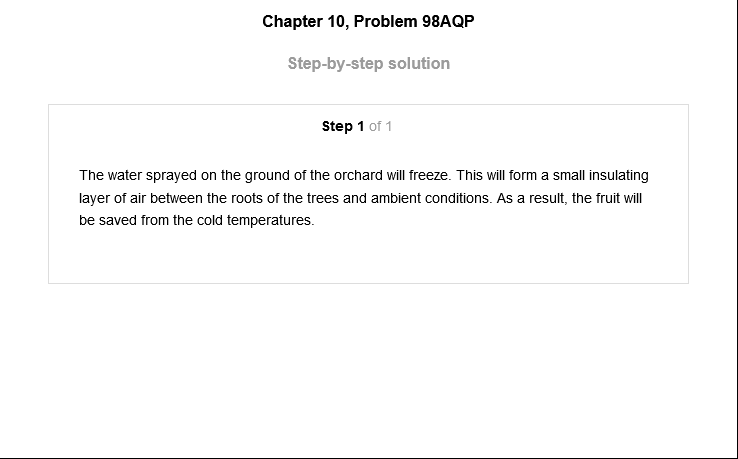 Chapter 10, Problem 98AQP
Step-by-step solution
Step 1 of 1
The water sprayed on the ground of the orchard will freeze. This will form a small insulating
layer of air between the roots of the trees and ambient conditions. As a result, the fruit will
be saved from the cold temperatures.